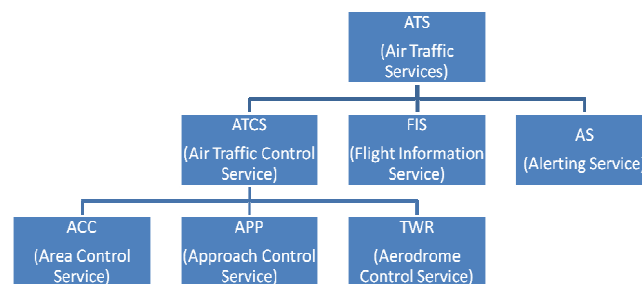 ATS
(Air Traffic
Services)
ATCS
(Air Traffic Control
Service)
FIS
(Flight Information
Service)
AS
(Alerting Service)
ACC
(Area Control
Service)
APP
(Approach Control
Service)
TWR
(Aerodrome
Control Service)